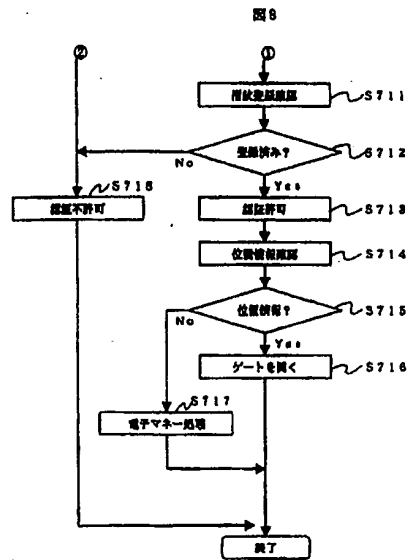 図8
② ①
指紋登録確認 S711
登録済み? S712
No Yes
S718
認証不許可 認証許可 S713
位置情報確認 S714
位置情報? S715
No Yes
ゲートを開く S716
S717
電子マネー処理
終了